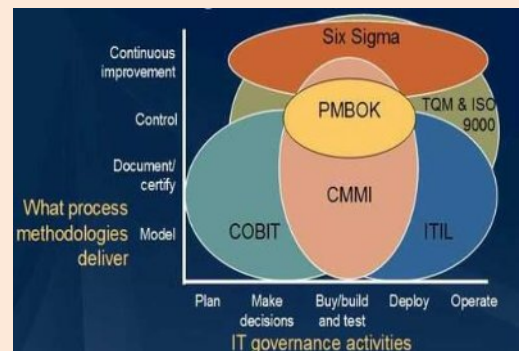 Six Sigma
Continuous
improvement
TQM & ISO
9000
PMBOK
Control
Document/
certify
CMMI
What process
methodologies
deliver
Model
COBIT
ITIL
Plan
Make
decisions
Buy/build
and test
Deploy
Operate
IT governance activities